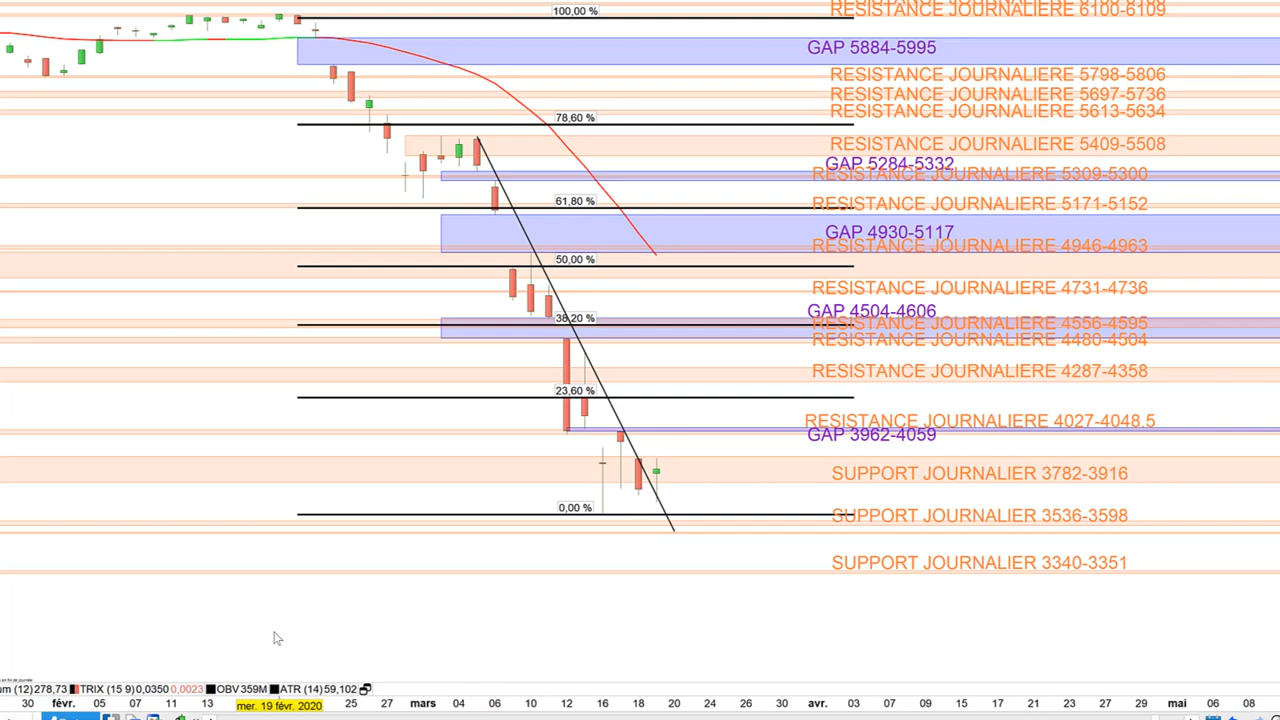 RESISTANCE JOURNALIERE 6100-6109
100,00 %
GAP 5884-5995
RESISTANCE JOURNALIERE 5798-5806
RESISTANCE JOURNALIERE 5697-5736
RESISTANCE JOURNALIERE 5613-5634
78,60 %
RESISTANCE JOURNALIERE 5409-5508
GAP 5284-5332
RESISTANCE JOURNALIERE 5309-5300
61,80 %
RESISTANCE JOURNALIERE 5171-5152
GAP 4930-5117
RESISTANCE JOURNALIERE 4946-4963
50,00 %
RESISTANCE JOURNALIERE 4731-4736
GAP 4504-4606
38,20 %
RESISTANCE JOURNALIERE 4556-4595
RESISTANCE JOURNALIERE 4480-4504
RESISTANCE JOURNALIERE 4287-4358
23,60 %
RESISTANCE JOURNALIERE 4027-4048.5
GAP 3962-4059
SUPPORT JOURNALIER 3782-3916
0,00 %
SUPPORT JOURNALIER 3536-3598
SUPPORT JOURNALIER 3340-3351
um (12) 278,73 TRIX (15 9) 0,0350 0,0023 OBV 359M ATR (14) 59,102
30 févr. 05 07 11 13 mer. 19 févr. 2020 25 27 mars 04 06 10 12 16 18 20 24 26 30 avr. 03 07 09 15 17 21 23 27 29 mai 06 08